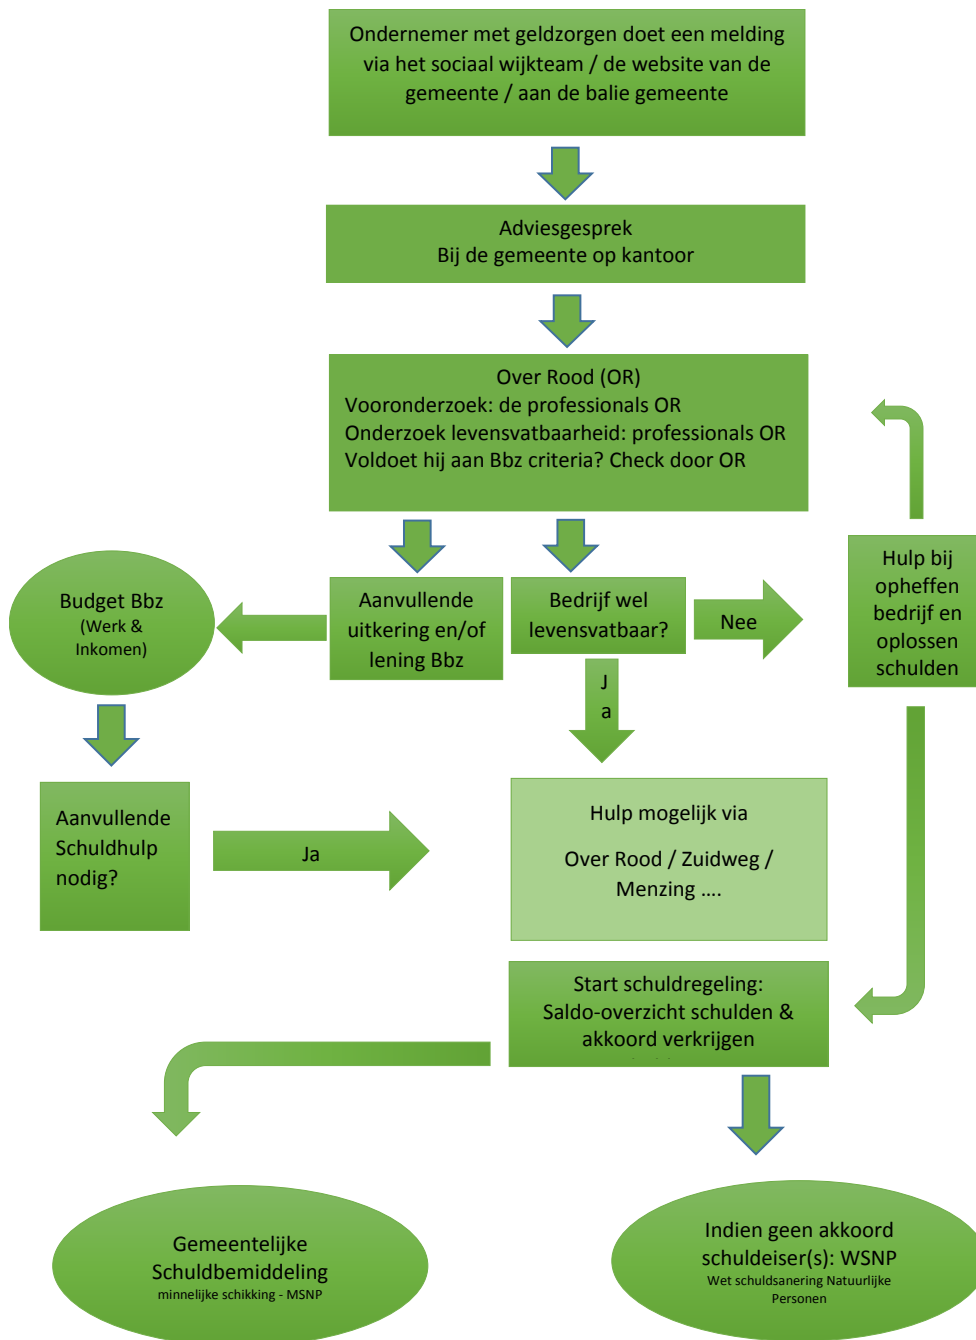 Ondernemer met geldzorgen doet een melding
via het sociaal wijkteam / de website van de
gemeente / aan de balie gemeente
Adviesgesprek
Bij de gemeente op kantoor
Over Rood (OR)
Vooronderzoek: de professionals OR
Onderzoek levensvatbaarheid: professionals OR
Voldoet hij aan Bbz criteria? Check door OR
Budget Bbz
(Werk &
Inkomen)
Aanvullende
uitkering en/of
lening Bbz
Bedrijf wel
levensvatbaar?
Nee
Hulp bij
opheffen
bedrijf en
oplossen
schulden
J
a
Aanvullende
Schuldhulp
nodig?
Ja
Hulp mogelijk via
Over Rood / Zuidweg /
Menzing ....
Start schuldregeling:
Saldo-overzicht schulden &
akkoord verkrijgen
Gemeentelijke
Schuldbemiddeling
minnelijke schikking - MSNP
Indien geen akkoord
schuldeiser(s): WSNP
Wet schuldsanering Natuurlijke
Personen